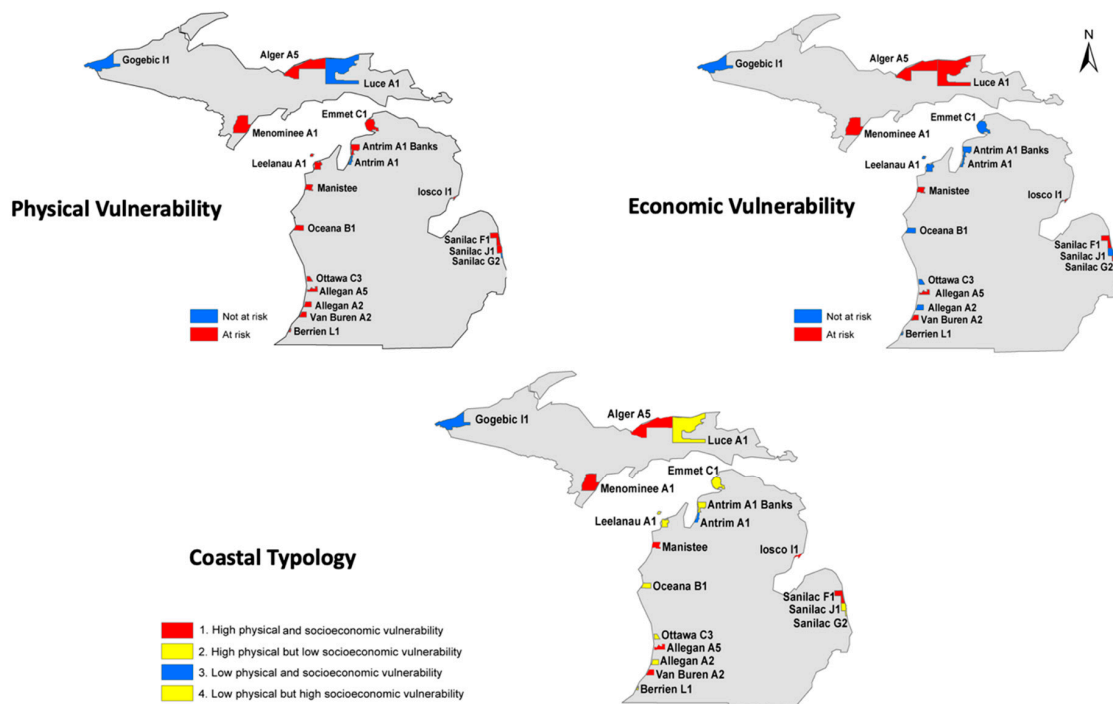 Gogebic I1
Alger A5
Luce A1
Menominee A1
Emmet C1
Antrim A1 Banks
Leelanau A1
Antrim A1
Manistee
Iosco I1
Physical Vulnerability
Oceana B1
Sanilac F1
Sanilac J1
Sanilac G2
Ottawa C3
Allegan A5
Allegan A2
Van Buren A2
Berrien L1
Not at risk
At risk
N
Gogebic I1
Alger A5
Luce A1
Menominee A1
Emmet C1
Antrim A1 Banks
Leelanau A1
Antrim A1
Manistee
Iosco I1
Economic Vulnerability
Oceana B1
Sanilac F1
Sanilac J1
Sanilac G2
Ottawa C3
Allegan A5
Allegan A2
Van Buren A2
Berrien L1
Not at risk
At risk
Gogebic I1
Alger A5
Luce A1
Menominee A1
Emmet C1
Antrim A1 Banks
Leelanau A1
Antrim A1
Manistee
Iosco I1
Coastal Typology
Oceana B1
Sanilac F1
Sanilac J1
Sanilac G2
Ottawa C3
Allegan A5
Allegan A2
Van Buren A2
Berrien L1
1. High physical and socioeconomic vulnerability
2. High physical but low socioeconomic vulnerability
3. Low physical and socioeconomic vulnerability
4. Low physical but high socioeconomic vulnerability